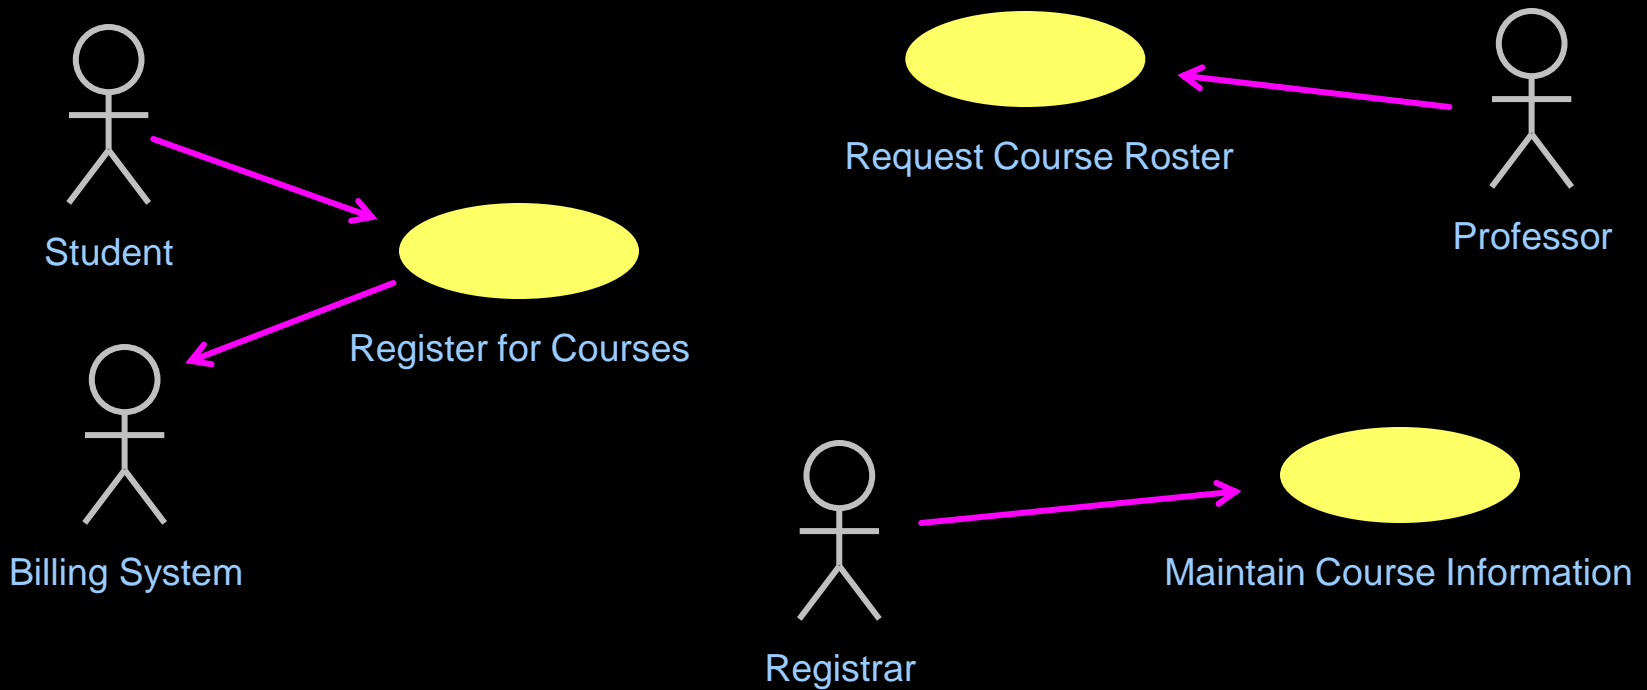 Request Course Roster
Student
Professor
Register for Courses
Billing System
Maintain Course Information
Registrar